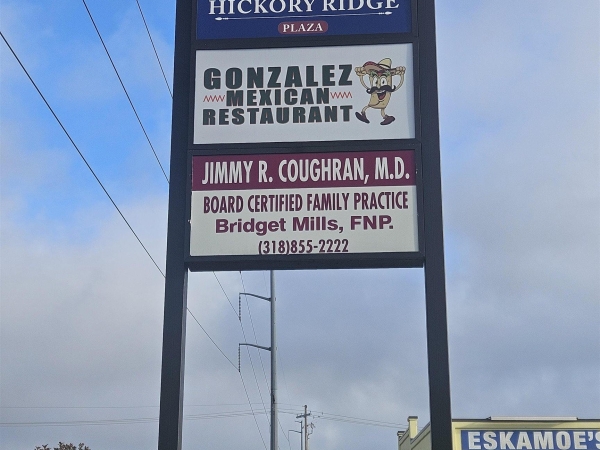 HICKORY RIDGE
PLAZA
GONZALEZ
MEXICAN
RESTAURANT
JIMMY R. COUGHRAN, M.D.
BOARD CERTIFIED FAMILY PRACTICE
Bridget Mills, FNP.
(318)855-2222
ESKAMOE'S